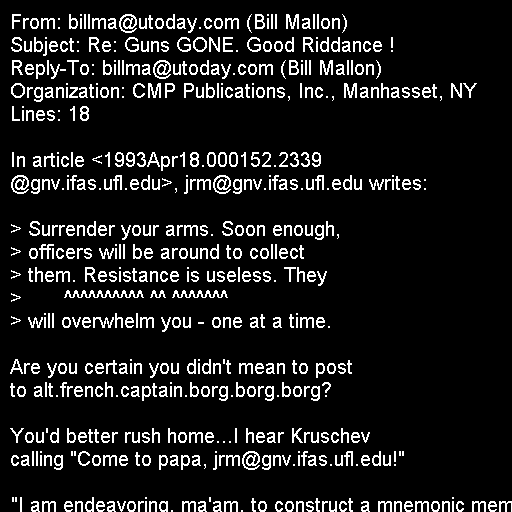 From: billma@utoday.com (Bill Mallon)
Subject: Re: Guns GONE. Good Riddance !
Reply-To: billma@utoday.com (Bill Mallon)
Organization: CMP Publications, Inc., Manhasset, NY
Lines: 18

In article <1993Apr18.000152.2339
@gnv.ifas.ufl.edu>, jrm@gnv.ifas.ufl.edu writes:

> Surrender your arms. Soon enough,
> officers will be around to collect
> them. Resistance is useless. They
>       ^^^^^^^^^^ ^^ ^^^^^^^
> will overwhelm you - one at a time.

Are you certain you didn't mean to post
to alt.french.captain.borg.borg.borg?

You'd better rush home...I hear Kruschev
calling "Come to papa, jrm@gnv.ifas.ufl.edu!"

"I am endeavoring, ma'am, to construct a mnemonic mem